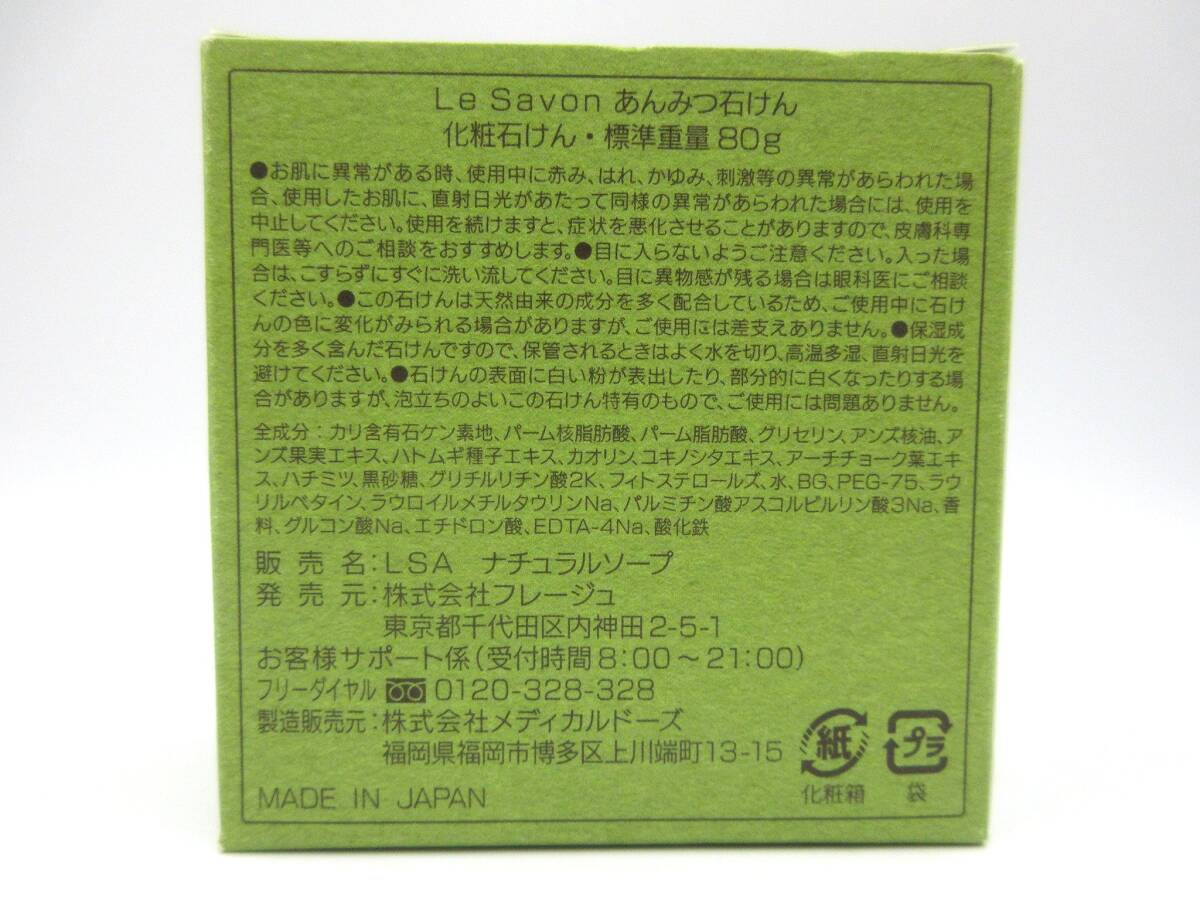 Le Savon あんみつ石けん
化粧石けん・標準重量80g
●お肌に異常がある時、使用中に赤み、はれ、かゆみ、刺激等の異常があらわれた場
合、使用したお肌に、直射日光があたって同様の異常があらわれた場合には、使用を
中止してください。使用を続けますと、症状を悪化させることがありますので、皮膚科専
門医等へのご相談をおすすめします。●目に入らないようご注意ください。入った場
合は、こすらずにすぐに洗い流してください。目に異物感が残る場合は眼科医にご相談
ください。●この石けんは天然由来の成分を多く配合しているため、ご使用中に石け
んの色に変化がみられる場合がありますが、ご使用には差支えありません。●保湿成
分を多く含んだ石けんですので、保管されるときはよく水を切り、高温多湿、直射日光を
避けてください。●石けんの表面に白い粉が表出したり、部分的に白くなったりする場
合がありますが、泡立ちのよいこの石けん特有のもので、ご使用には問題ありません。
全成分：カリ含有石ケン素地、パーム核脂肪酸、パーム脂肪酸、グリセリン、アンズ核油、ア
ンズ果実エキス、ハトムギ種子エキス、カオリン、ユキノシタエキス、アーチチョーク葉エキ
ス、ハチミツ、黒砂糖、グリチルリチン酸2K、フィトステロールズ、水、BG、PEG-75、ラウ
リルベタイン、ラウロイルメチルタウリンNa、パルミチン酸アスコルビルリン酸3Na、香
料、グルコン酸Na、エチドロン酸、EDTA-4Na、酸化鉄
販売名：LSA ナチュラルソープ
発売元：株式会社フレージュ
東京都千代田区内神田2-5-1
お客様サポート係（受付時間8：00～21：00）
フリーダイヤル 0120-328-328
製造販売元：株式会社メディカルドーズ
福岡県福岡市博多区上川端町13-15
MADE IN JAPAN
紙
化粧箱
プラ
袋